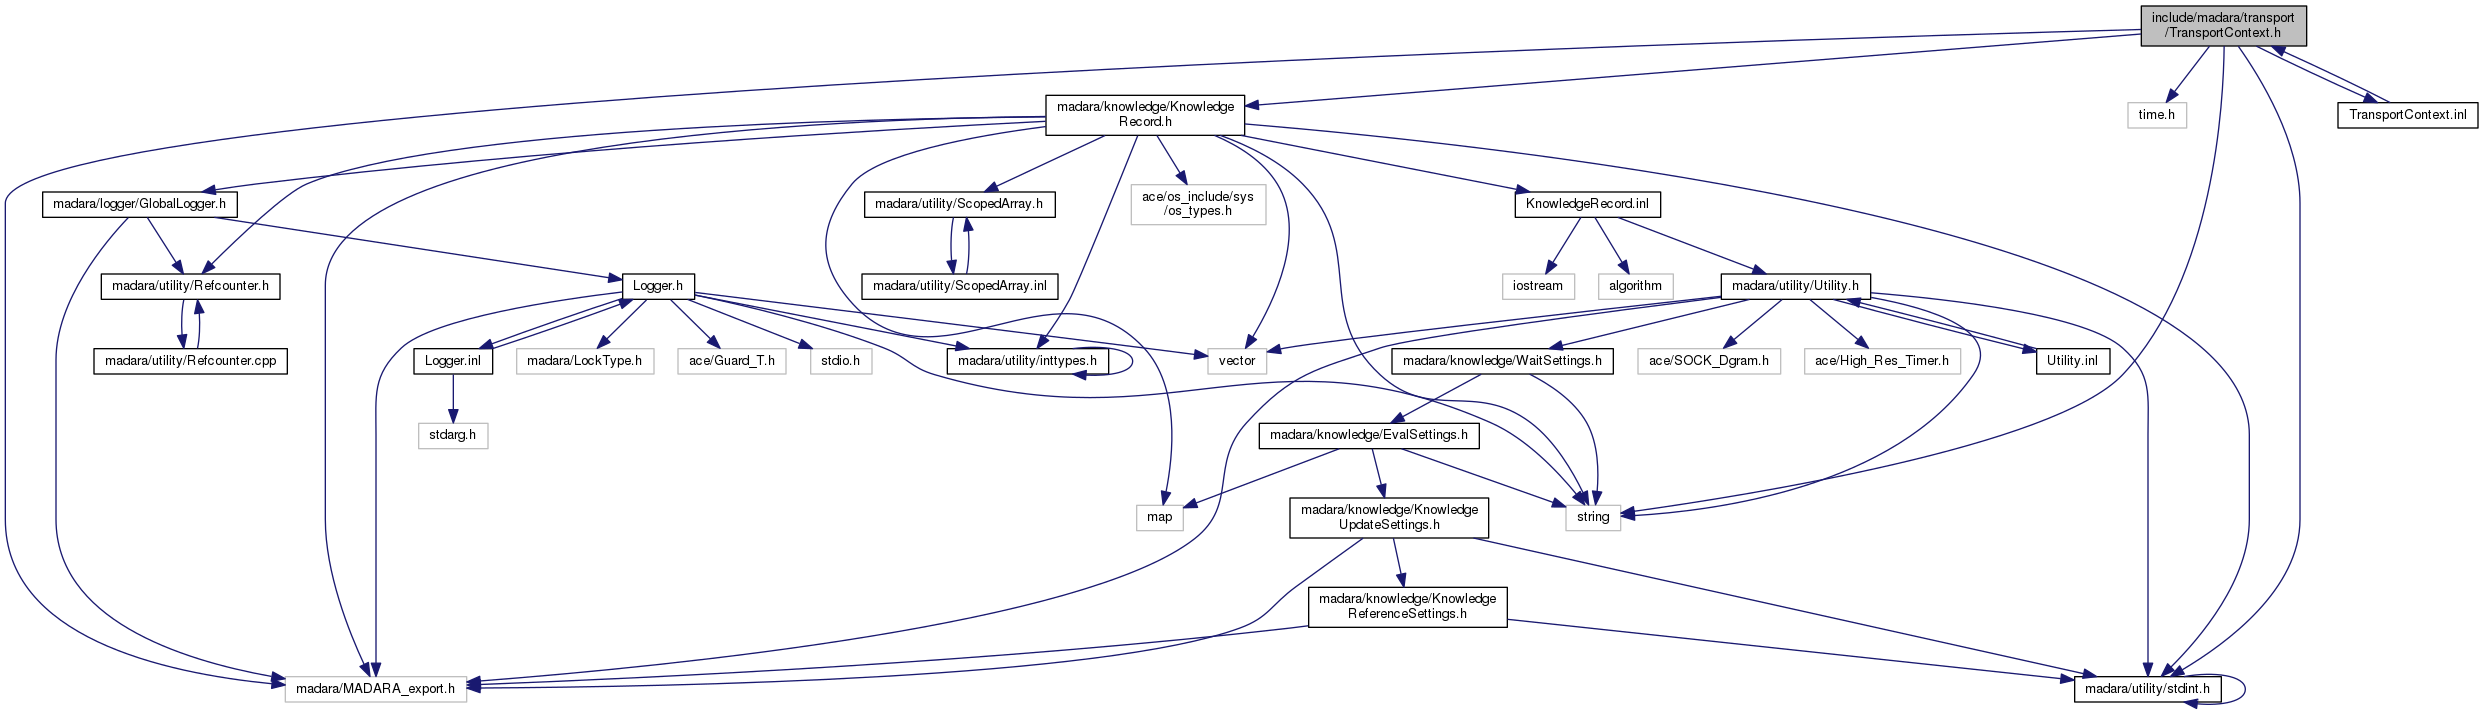 include/madara/transport
/TransportContext.h
madara/knowledge/Knowledge
Record.h
time.h
TransportContext.inl
madara/logger/GlobalLogger.h
madara/utility/ScopedArray.h
ace/os_include/sys
/os_types.h
KnowledgeRecord.inl
madara/utility/Refcounter.h
Logger.h
madara/utility/ScopedArray.inl
iostream
algorithm
madara/utility/Utility.h
madara/utility/Refcounter.cpp
Logger.inl
madara/LockType.h
ace/Guard_T.h
stdio.h
madara/utility/inttypes.h
vector
madara/knowledge/WaitSettings.h
ace/SOCK_Dgram.h
ace/High_Res_Timer.h
Utility.inl
stdarg.h
madara/knowledge/EvalSettings.h
map
madara/knowledge/Knowledge
UpdateSettings.h
string
madara/knowledge/Knowledge
ReferenceSettings.h
madara/MADARA_export.h
madara/utility/stdint.h